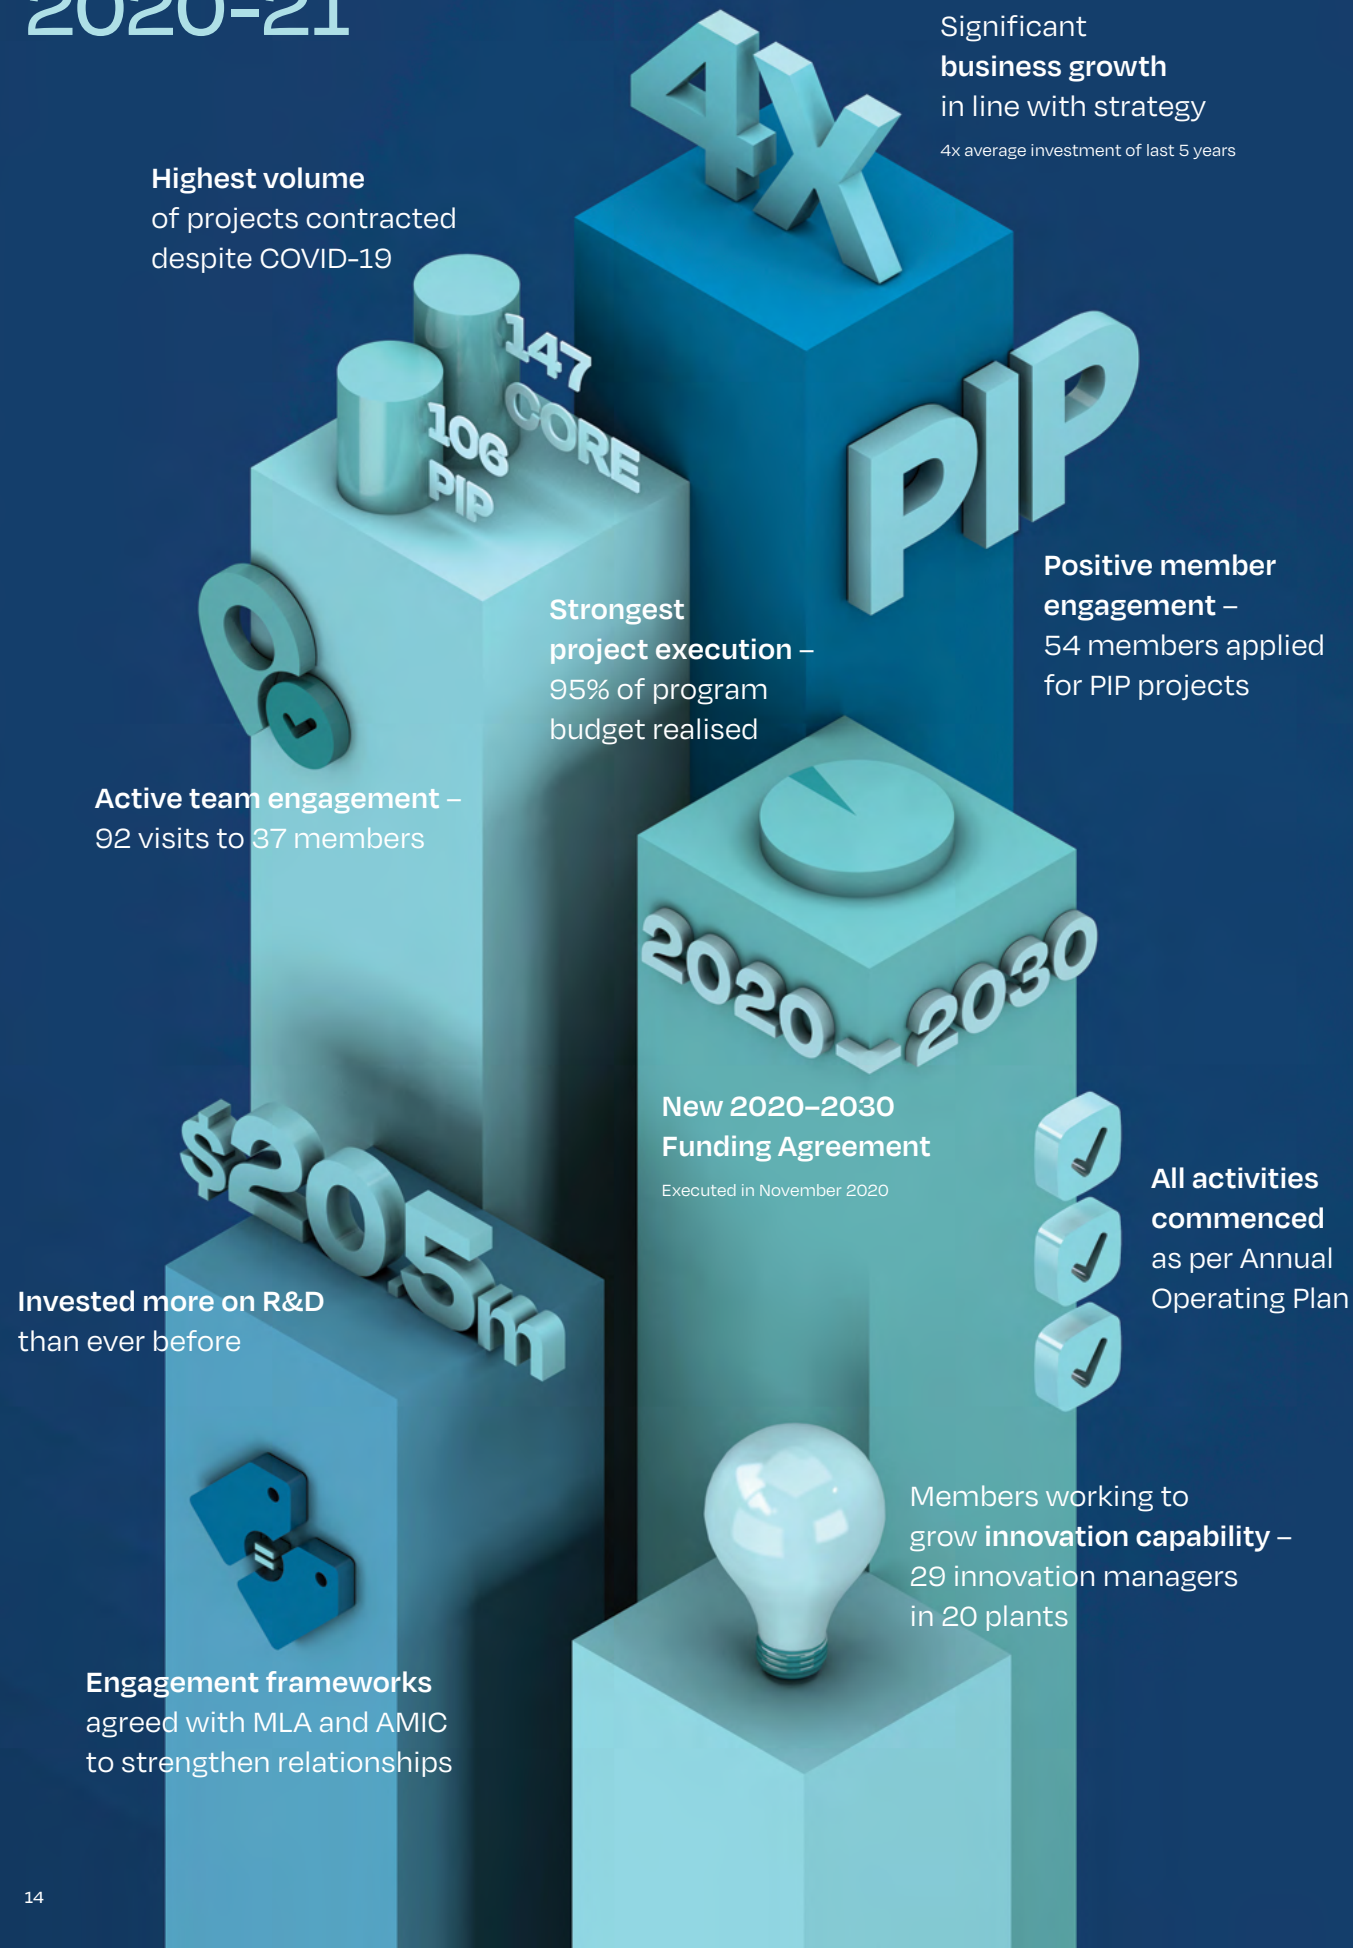 2020-21
Significant
business growth
in line with strategy
4x average investment of last 5 years
4x
Highest volume
of projects contracted
despite COVID-19
147
CORE
106
PIP
PIP
Positive member
engagement –
54 members applied
for PIP projects
Strongest
project execution –
95% of program
budget realised
Active team engagement –
92 visits to 37 members
2020–2030
New 2020–2030
Funding Agreement
Executed in November 2020
All activities
commenced
as per Annual
Operating Plan
$20.5m
Invested more on R&D
than ever before
Members working to
grow innovation capability –
29 innovation managers
in 20 plants
=
Engagement frameworks
agreed with MLA and AMIC
to strengthen relationships
14